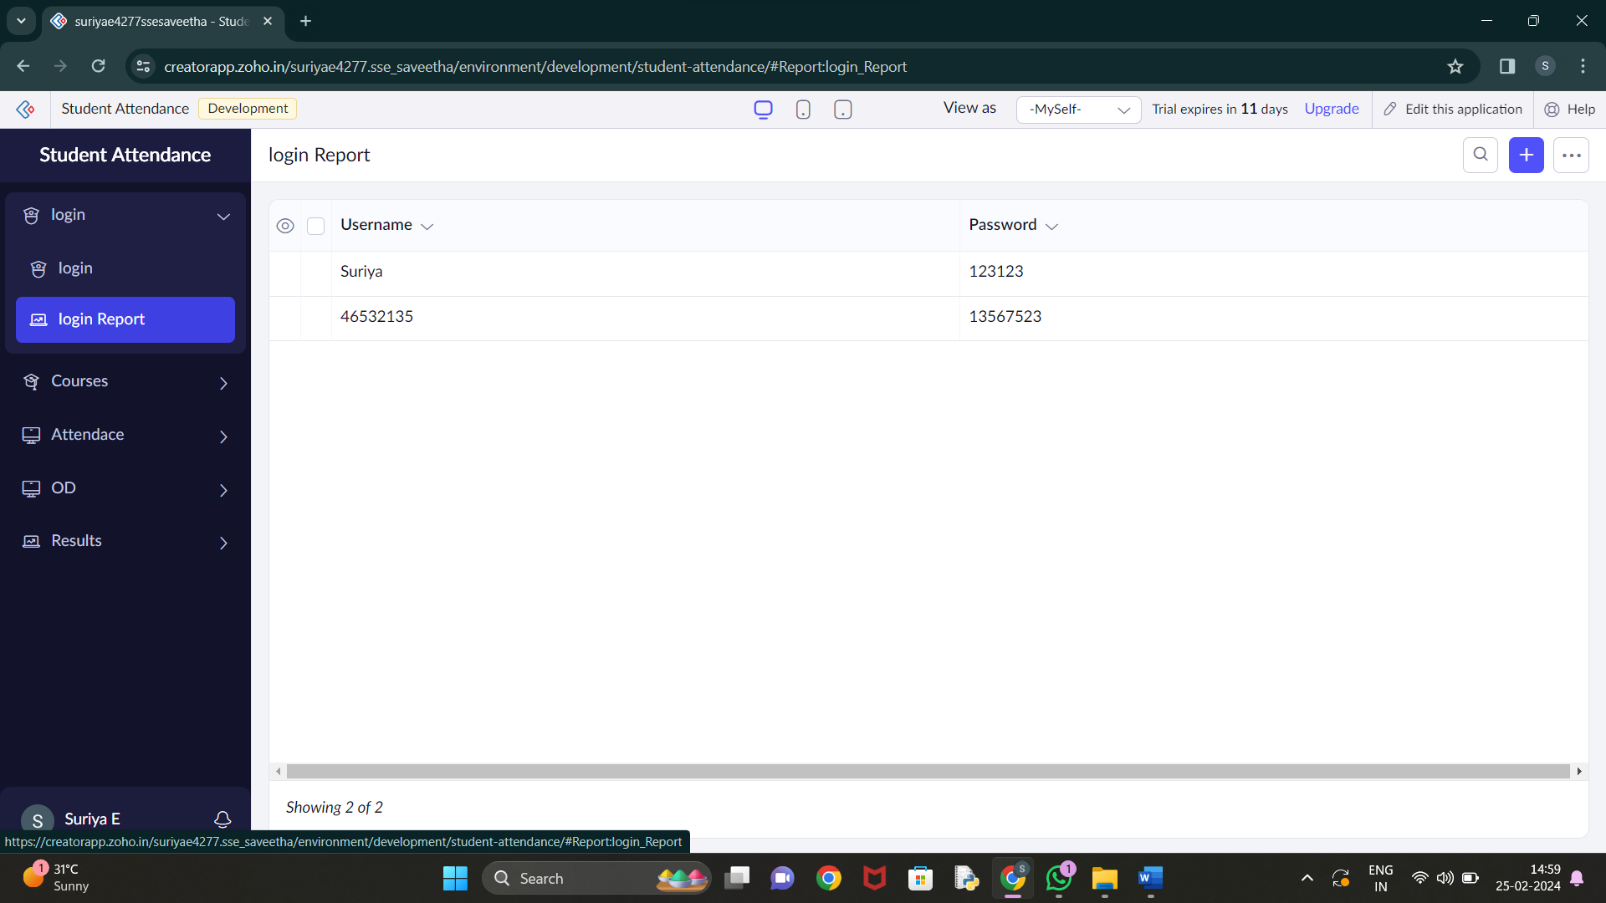 suriyae4277ssesaveetha - Stude
creatorapp.zoho.in/suriyae4277.sse_saveetha/environment/development/student-attendance/#Report:login_Report
S
Student Attendance Development View as -MySelf- Trial expires in 11 days Upgrade Edit this application Help
Student Attendance
login Report
login
login
login Report
Courses
Attendace
OD
Results
Username Password
Suriya 123123
46532135 13567523
Showing 2 of 2
S Suriya E
https://creatorapp.zoho.in/suriyae4277.sse_saveetha/environment/development/student-attendance/#Report:login_Report
1 31°C
Sunny
Search
S
1
W
ENG
IN
14:59
25-02-2024